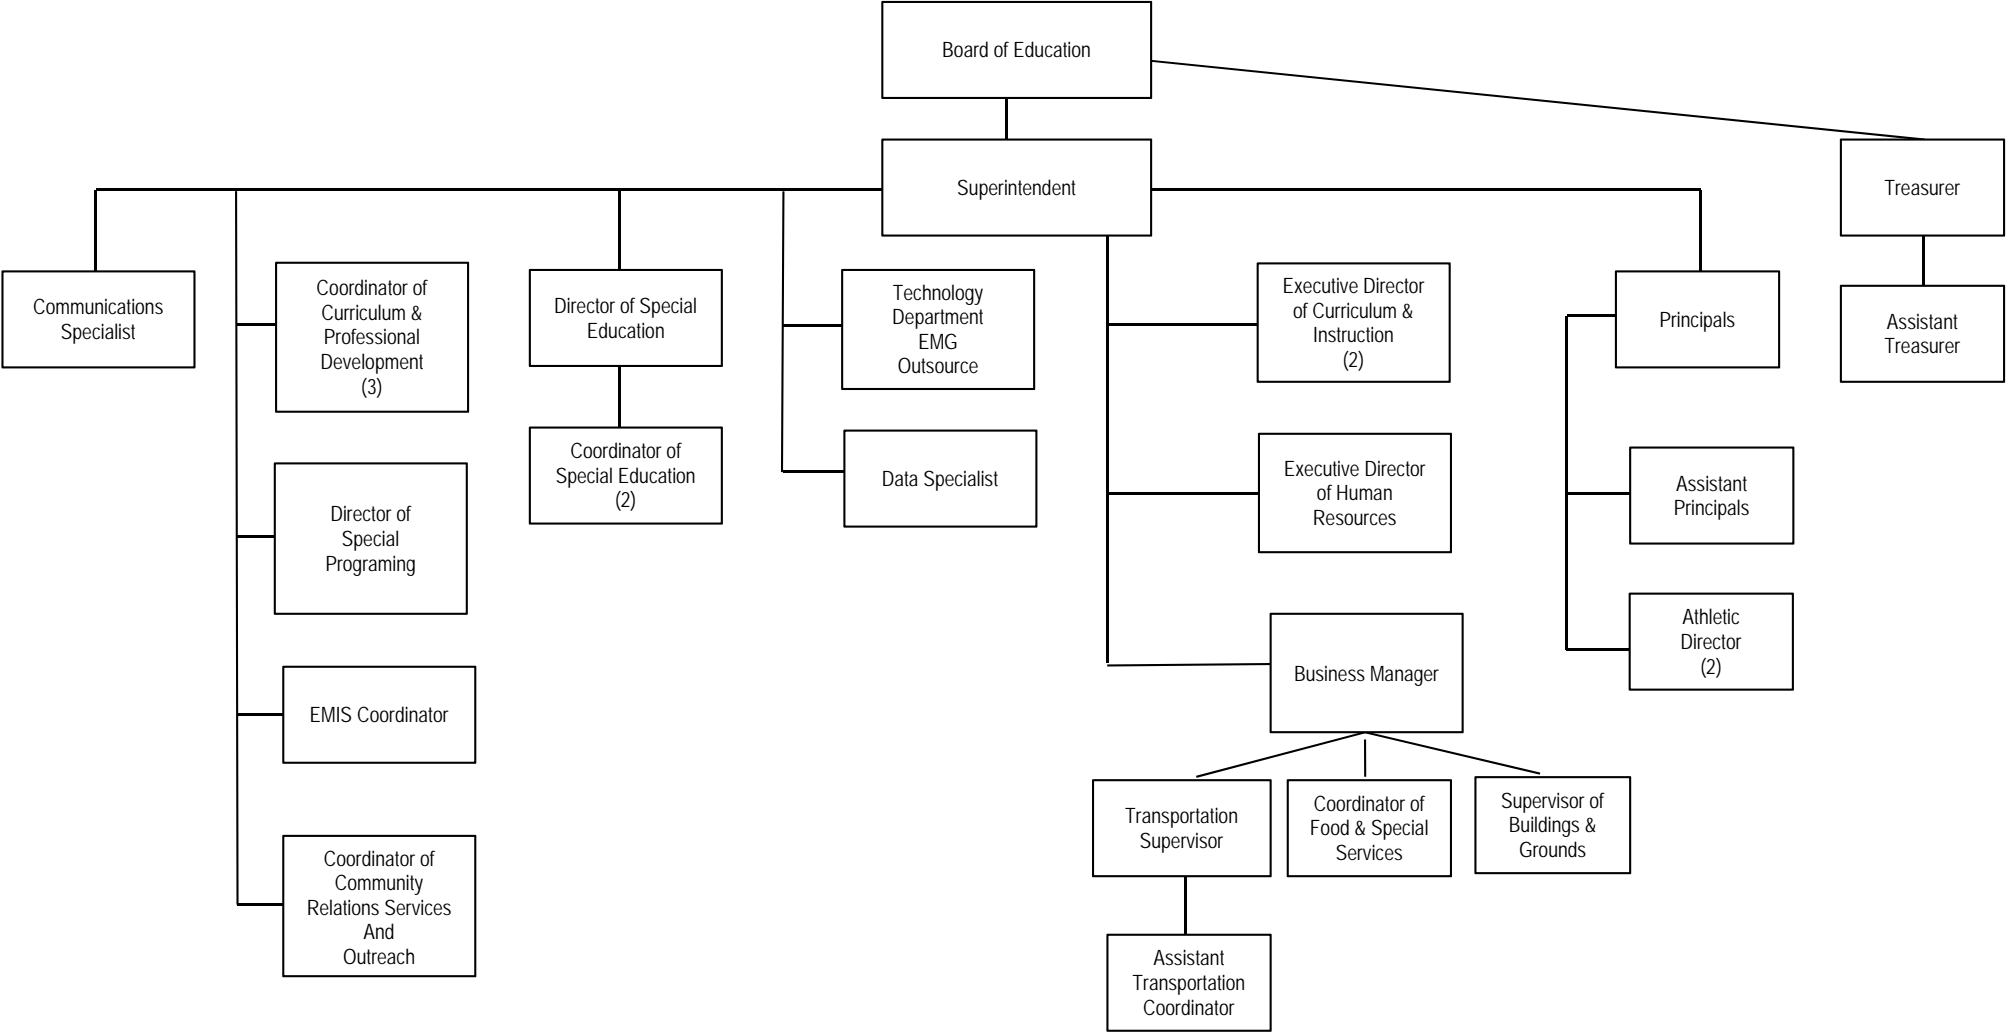 Board of Education
Superintendent
Treasurer
Communications
Specialist
Coordinator of
Curriculum &
Professional
Development
(3)
Director of Special
Education
Technology
Department
EMG
Outsource
Executive Director
of Curriculum &
Instruction
(2)
Principals
Assistant
Treasurer
Coordinator of
Special Education
(2)
Data Specialist
Executive Director
of Human
Resources
Assistant
Principals
Director of
Special
Programing
Athletic
Director
(2)
EMIS Coordinator
Business Manager
Transportation
Supervisor
Coordinator of
Food & Special
Services
Supervisor of
Buildings &
Grounds
Coordinator of
Community
Relations Services
And
Outreach
Assistant
Transportation
Coordinator